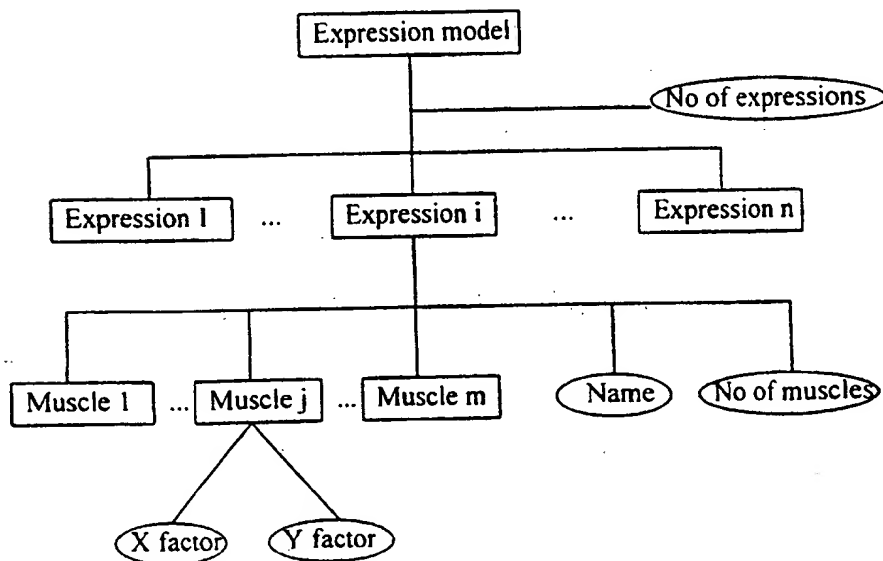 Expression model
No of expressions
Expression 1 ... Expression i ... Expression n
Muscle 1 ... Muscle j ... Muscle m Name No of muscles
X factor Y factor